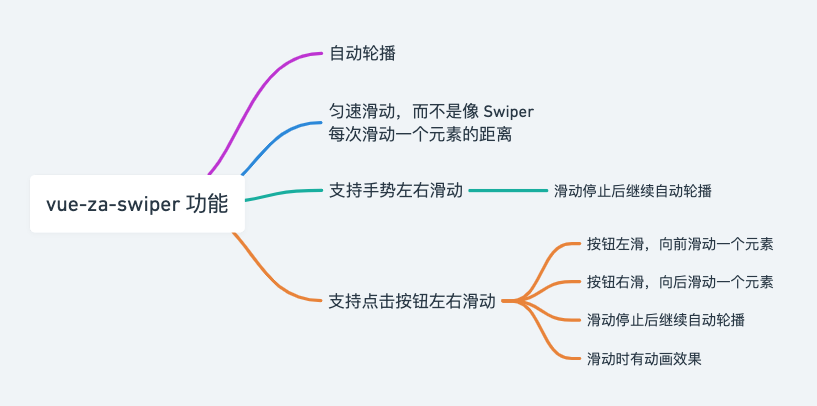 vue-za-swiper 功能
自动轮播
匀速滑动，而不是像 Swiper
每次滑动一个元素的距离
支持手势左右滑动
滑动停止后继续自动轮播
支持点击按钮左右滑动
按钮左滑，向前滑动一个元素
按钮右滑，向后滑动一个元素
滑动停止后继续自动轮播
滑动时有动画效果